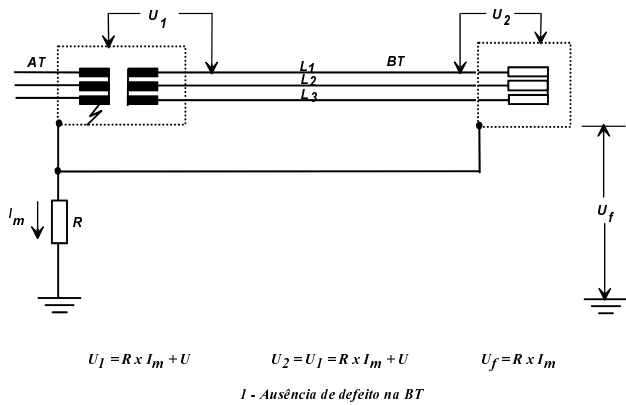 U1
U2
AT
L1
BT
L2
L3
Im
R
Uf
U1 = R x Im + U
U2 = U1 = R x Im + U
Uf = R x Im
1 - Ausência de defeito na BT